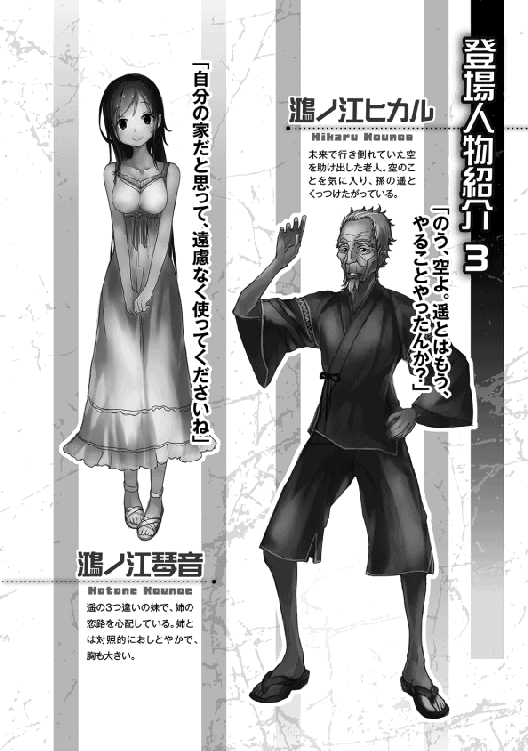 登場人物紹介 3
鴻ノ江ヒカル
Hikaru Kounoe
未来で行き倒れていた空
を助け出した老人。空のこ
とを気に入り、孫の遥と
くっつけたがっている。
「のう、空よ。遥とはもう、
やることやったんか?」
「自分の家だと思って、遠慮なく使ってくださいね」
鴻ノ江琴音
Kotone Kounoe
遥の3つ違いの妹で、姉の
恋路を心配している。姉と
は対照的におしとやかで、
胸も大きい。